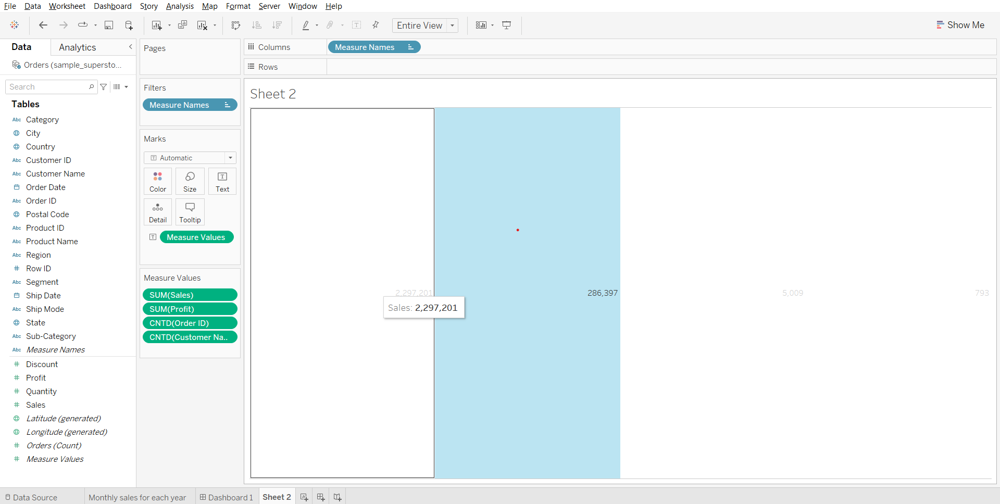 File Data Worksheet Dashboard Story Analysis Map Format Server Window Help
Entire View
Show Me
Data Analytics
Orders (sample_supersto...
Search
Tables
Abc Category
City
Country
Abc Customer ID
Abc Customer Name
Order Date
Abc Order ID
Postal Code
Abc Product ID
Abc Product Name
Abc Region
Row ID
Abc Segment
Ship Date
Abc Ship Mode
State
Abc Sub-Category
Abc Measure Names
Discount
Profit
Quantity
Sales
Latitude (generated)
Longitude (generated)
Orders (Count)
Measure Values
Pages
Filters
Measure Names
Marks
Automatic
Color Size Text
Detail Tooltip
Measure Values
Measure Values
SUM(Sales)
SUM(Profit)
CNTD(Order ID)
CNTD(Customer Na..
Columns Measure Names
Rows
Sheet 2
2,297,201 286,397 5,009 793
Sales: 2,297,201
Data Source Monthly sales for each year Dashboard 1 Sheet 2